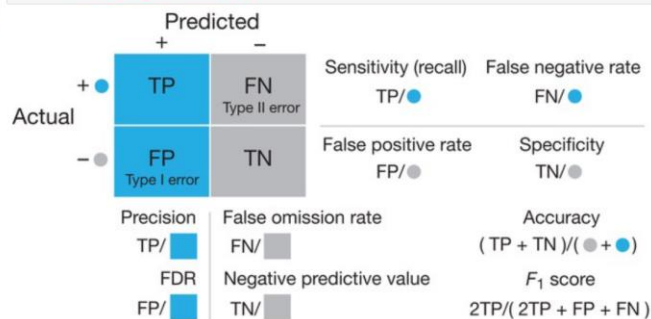 Predicted
+ −
+ TP FN Sensitivity (recall) False negative rate
Type II error TP/ FN/
Actual
− FP TN False positive rate Specificity
Type I error FP/ TN/
Precision False omission rate Accuracy
TP/ FN/ ( TP + TN )/( + )
FDR Negative predictive value F₁ score
FP/ TN/ 2TP/( 2TP + FP + FN )